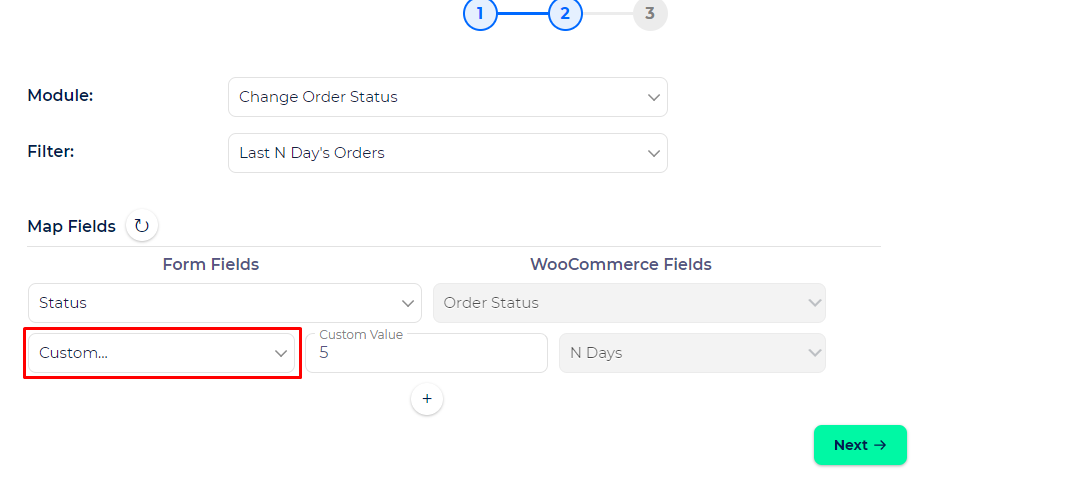 1 2 3
Module: Change Order Status
Filter: Last N Day's Orders
Map Fields
Form Fields WooCommerce Fields
Status Order Status
Custom Value
Custom... 5 N Days
+
Next →